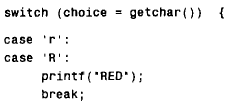 switch (choice = getchar()) {
case 'r':
case 'R':
printf("RED");
break;